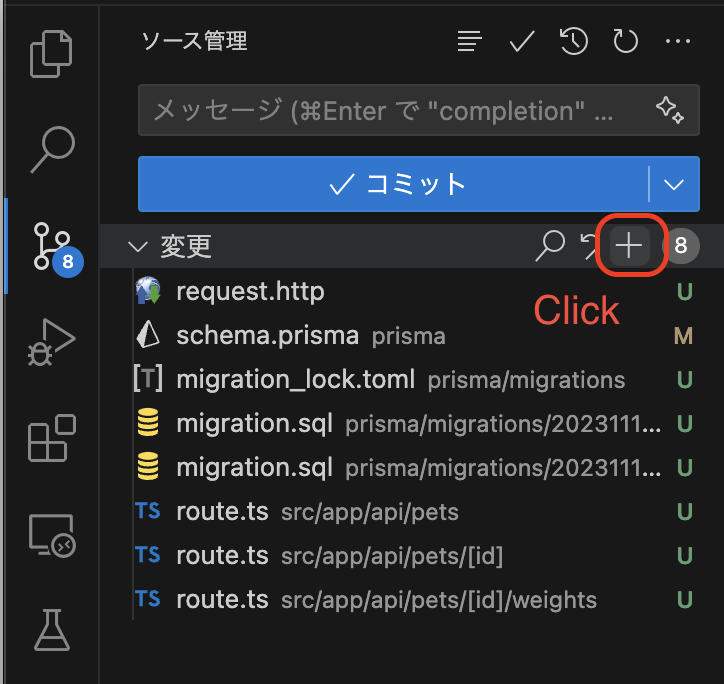 ソース管理
メッセージ (⌘Enter で "completion" ...
コミット
8
変更 8
request.http U
Click
schema.prisma prisma M
[T] migration_lock.toml prisma/migrations U
migration.sql prisma/migrations/2023111... U
migration.sql prisma/migrations/2023111... U
TS route.ts src/app/api/pets U
TS route.ts src/app/api/pets/[id] U
TS route.ts src/app/api/pets/[id]/weights U